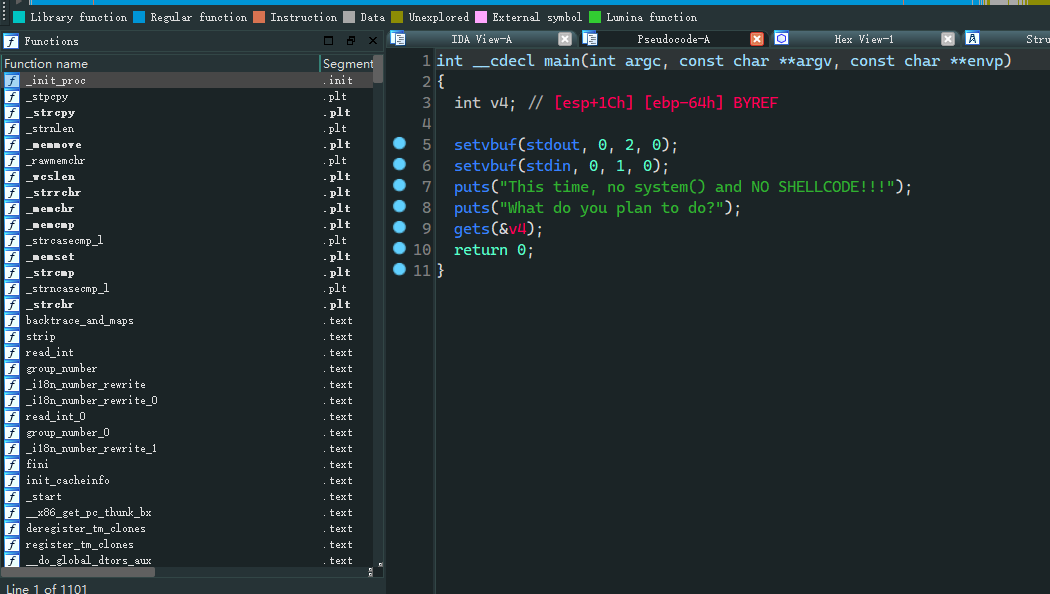 Library function Regular function Instruction Data Unexplored External symbol Lumina function
Functions
IDA View-A Pseudocode-A Hex View-1 Stru
Function name Segment
_init_proc .init
_stpcpy .plt
_strcpy .plt
_strnlen .plt
_memmove .plt
_rawmemchr .plt
_wcslen .plt
_strrchr .plt
_memchr .plt
_memcmp .plt
_strcasecmp_l .plt
_memset .plt
_strcmp .plt
_strncasecmp_l .plt
_strchr .plt
backtrace_and_maps .text
strip .text
read_int .text
group_number .text
_i18n_number_rewrite .text
_i18n_number_rewrite_0 .text
read_int_0 .text
group_number_0 .text
_i18n_number_rewrite_1 .text
fini .text
init_cacheinfo .text
_start .text
__x86_get_pc_thunk_bx .text
deregister_tm_clones .text
register_tm_clones .text
__do_global_dtors_aux .text
Line 1 of 1101
1 int __cdecl main(int argc, const char **argv, const char **envp)
2 {
3 int v4; // [esp+1Ch] [ebp-64h] BYREF
4
5 setvbuf(stdout, 0, 2, 0);
6 setvbuf(stdin, 0, 1, 0);
7 puts("This time, no system() and NO SHELLCODE!!!");
8 puts("What do you plan to do?");
9 gets(&v4);
10 return 0;
11 }